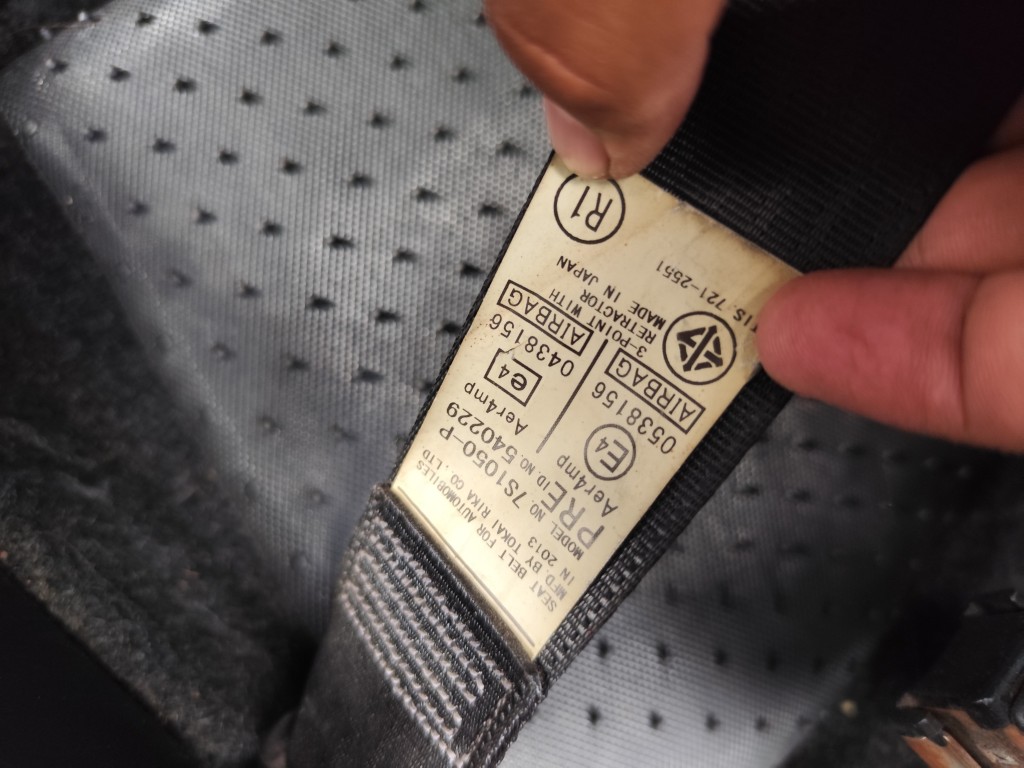 SEAT BELT FOR AUTOMOBILES
MFD. BY TOKAI RIKA CO., LTD.
IN 2013
MODEL NO. 7S1050-P
PRE ID NO. 540229
Aer4mp
E4
0538156
AIRBAG
Aer4mp
e4
0438156
AIRBAG
3-POINT WITH
RETRACTOR
MADE IN JAPAN
TIS. 721-2551
R1